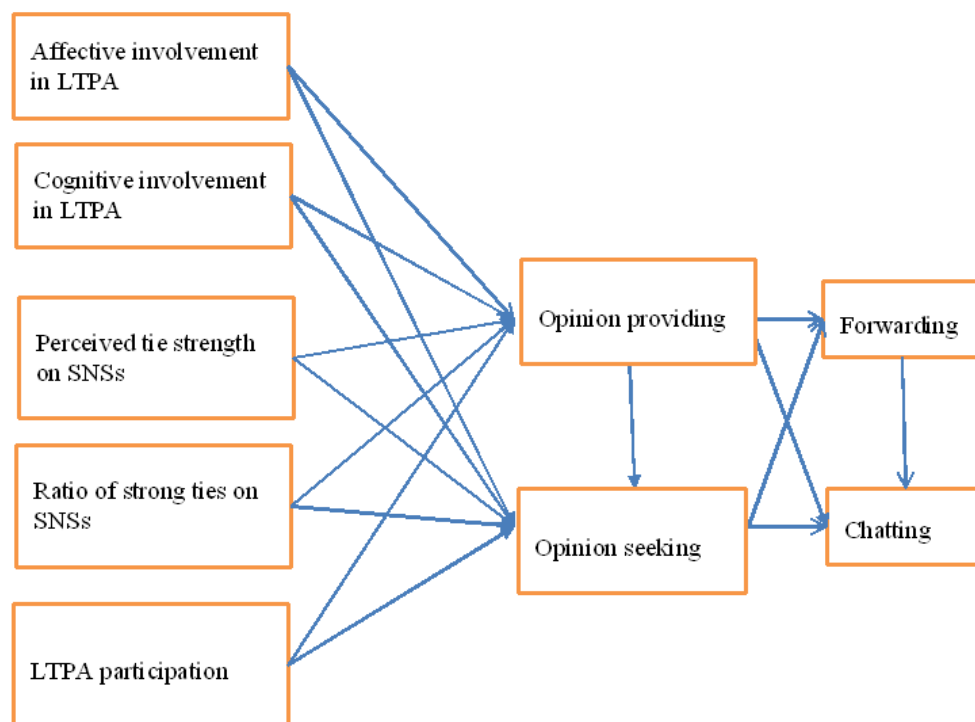 Affective involvement
in LTPA
Cognitive involvement
in LTPA
Perceived tie strength
on SNSs
Ratio of strong ties on
SNSs
LTPA participation
Opinion providing
Opinion seeking
Forwarding
Chatting